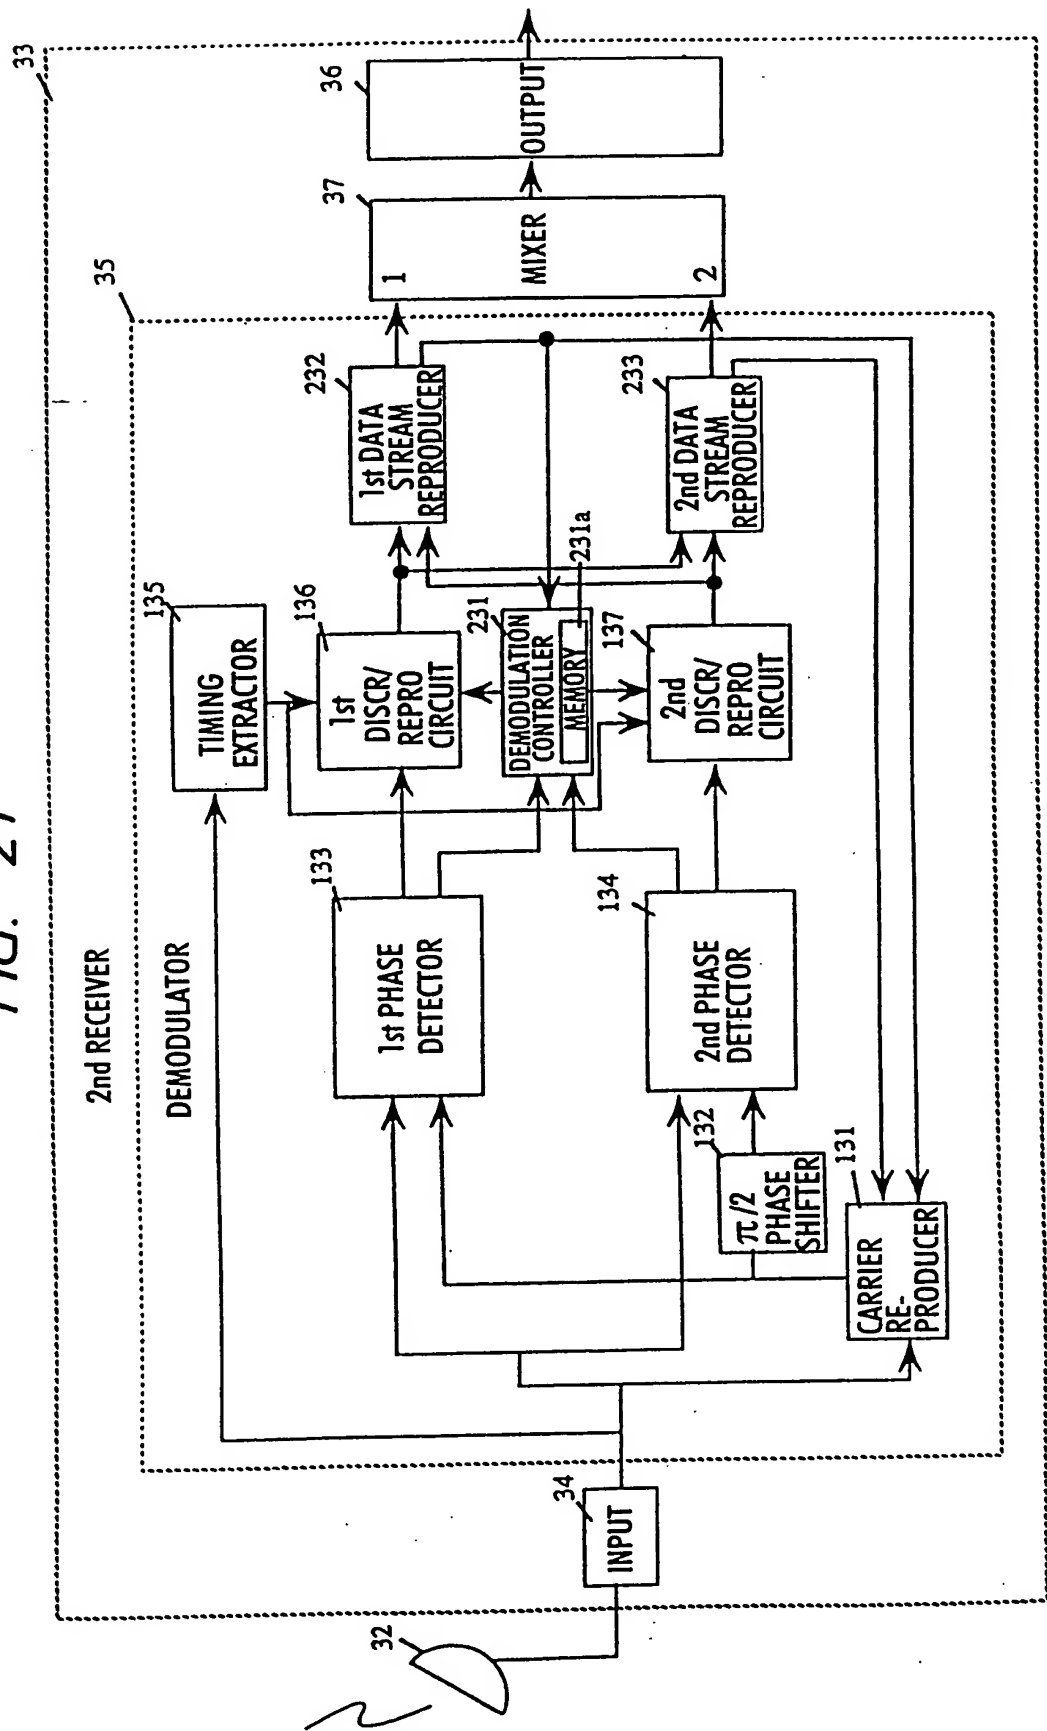 2nd RECEIVER
33
DEMODULATOR
35
32
34
INPUT
TIMING
EXTRACTOR
135
1st PHASE
DETECTOR
133
1st
DISCR/
REPRO
CIRCUIT
136
1st DATA
STREAM
REPRODUCER
232
DEMODULATION
CONTROLLER
231
MEMORY
231a
2nd PHASE
DETECTOR
134
2nd
DISCR/
REPRO
CIRCUIT
137
2nd DATA
STREAM
REPRODUCER
233
π/2
PHASE
SHIFTER
132
CARRIER
RE-
PRODUCER
131
1
MIXER
2
37
OUTPUT
36